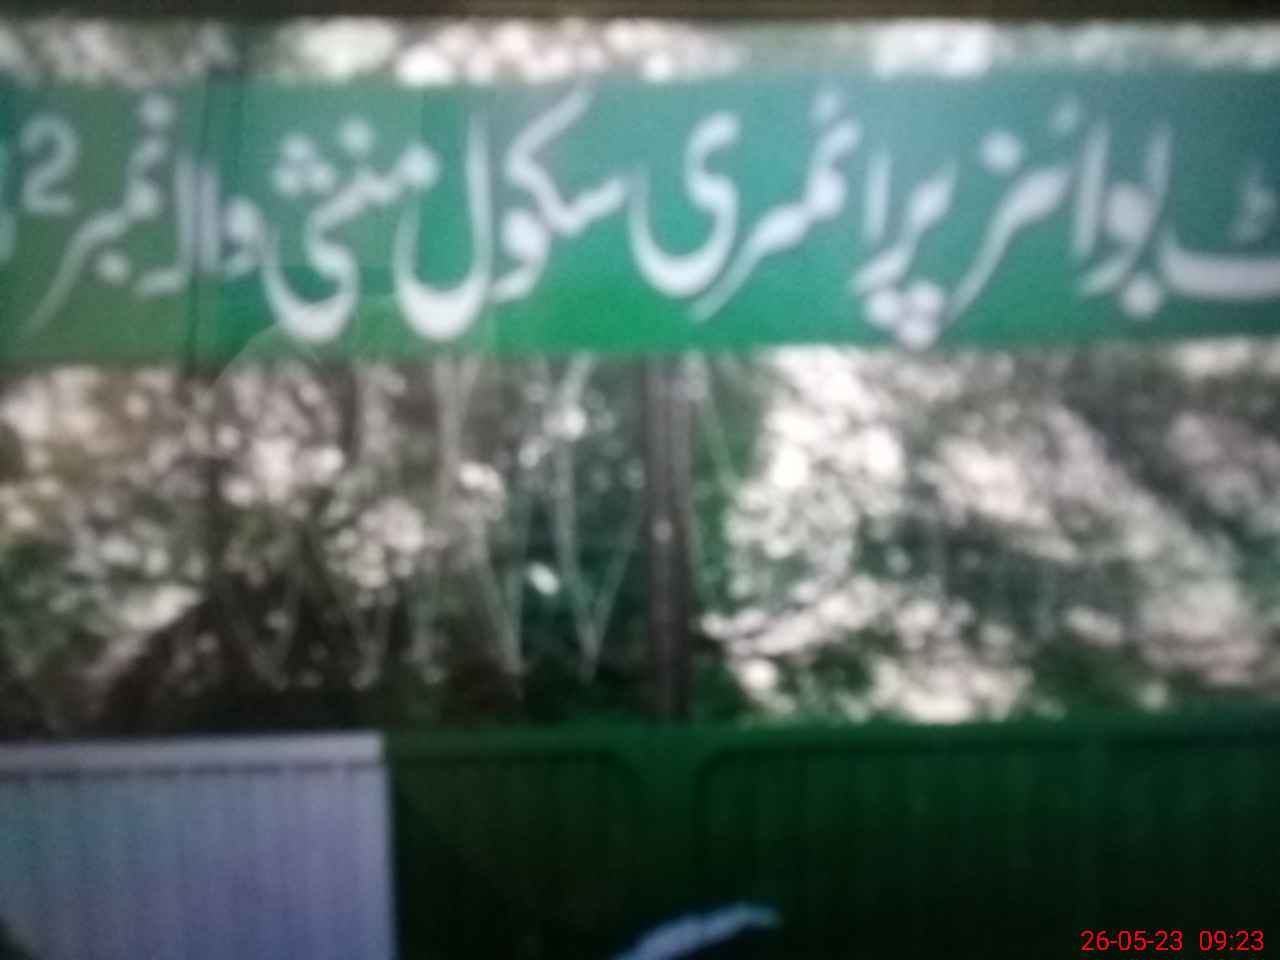 ٹ بوائز پرائمری سکول منشی والا نمبر 2
26-05-23 09:23